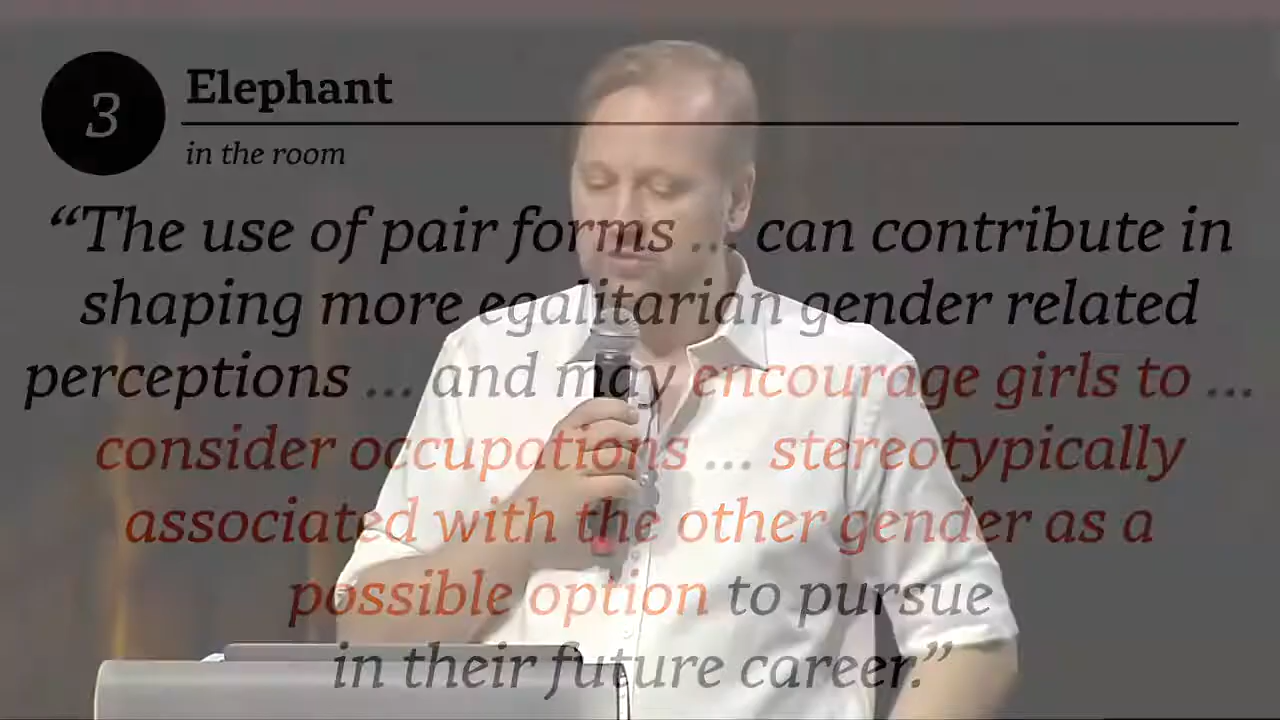 3
Elephant
in the room
“The use of pair forms ... can contribute in
shaping more egalitarian gender related
perceptions ... and may encourage girls to ...
consider occupations ... stereotypically
associated with the other gender as a
possible option to pursue
in their future career.”